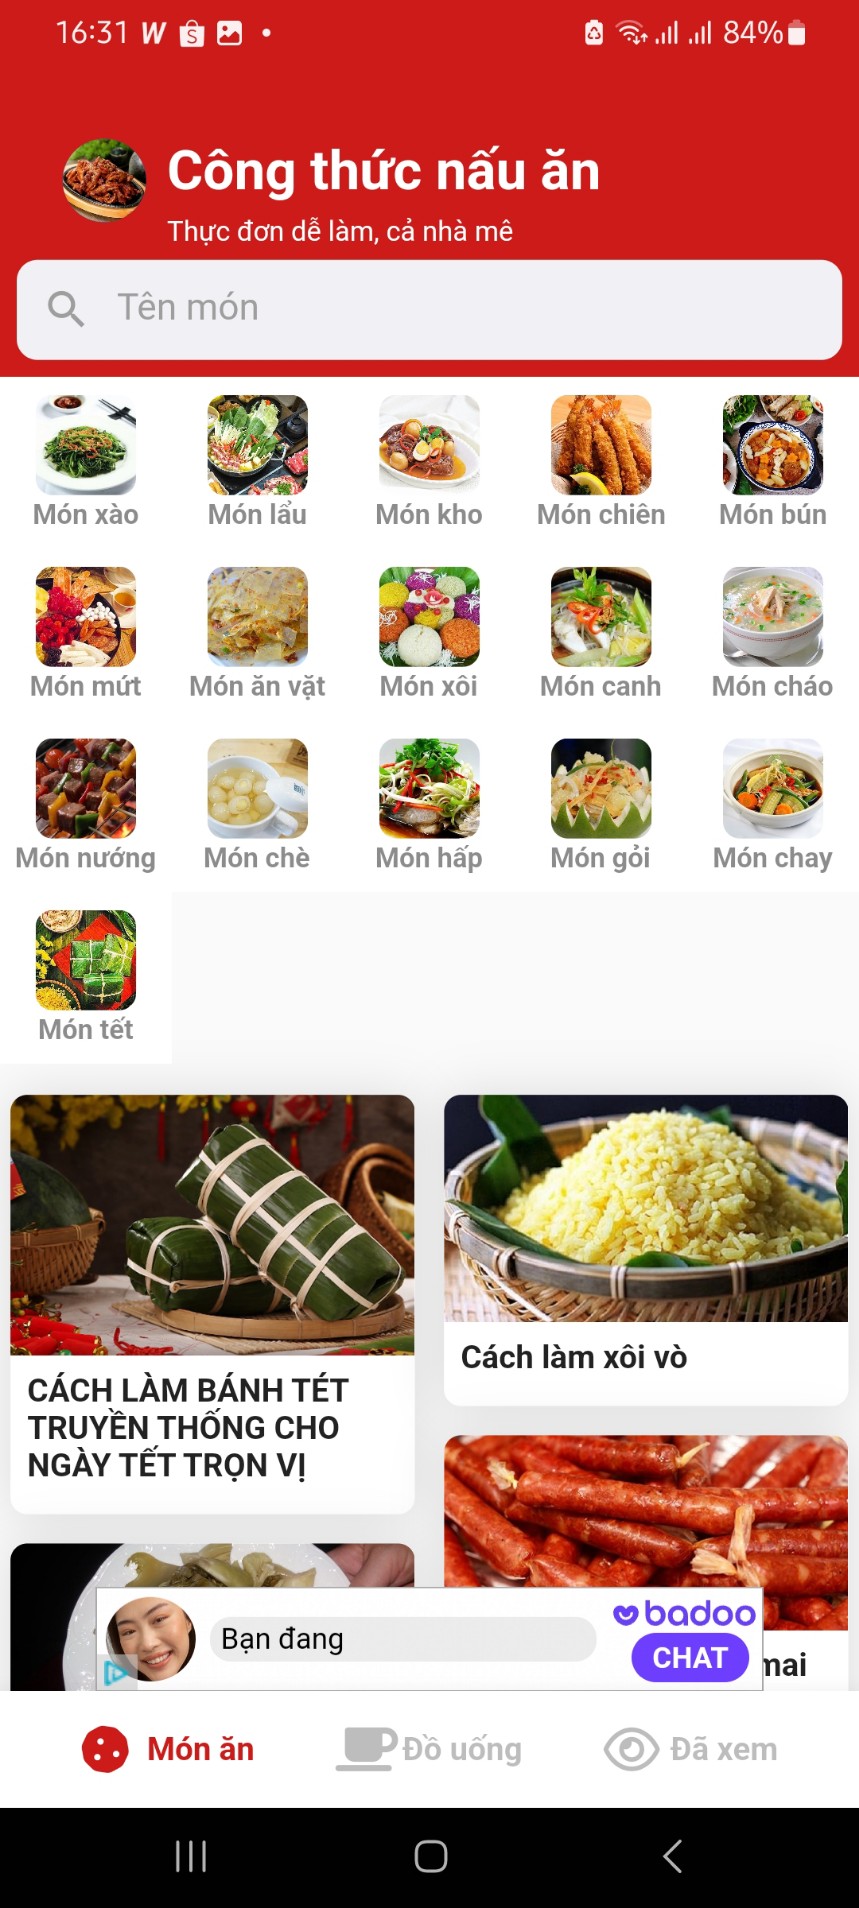 16:31 W
84%
Công thức nấu ăn
Thực đơn dễ làm, cả nhà mê
Tên món
Món xào Món lẩu Món kho Món chiên Món bún
Món mứt Món ăn vặt Món xôi Món canh Món cháo
Món nướng Món chè Món hấp Món gỏi Món chay
Món tết
CÁCH LÀM BÁNH TÉT
TRUYỀN THỐNG CHO
NGÀY TẾT TRỌN VỊ
Cách làm xôi vò
Bạn đang
badoo
CHAT
mai
Món ăn Đồ uống Đã xem